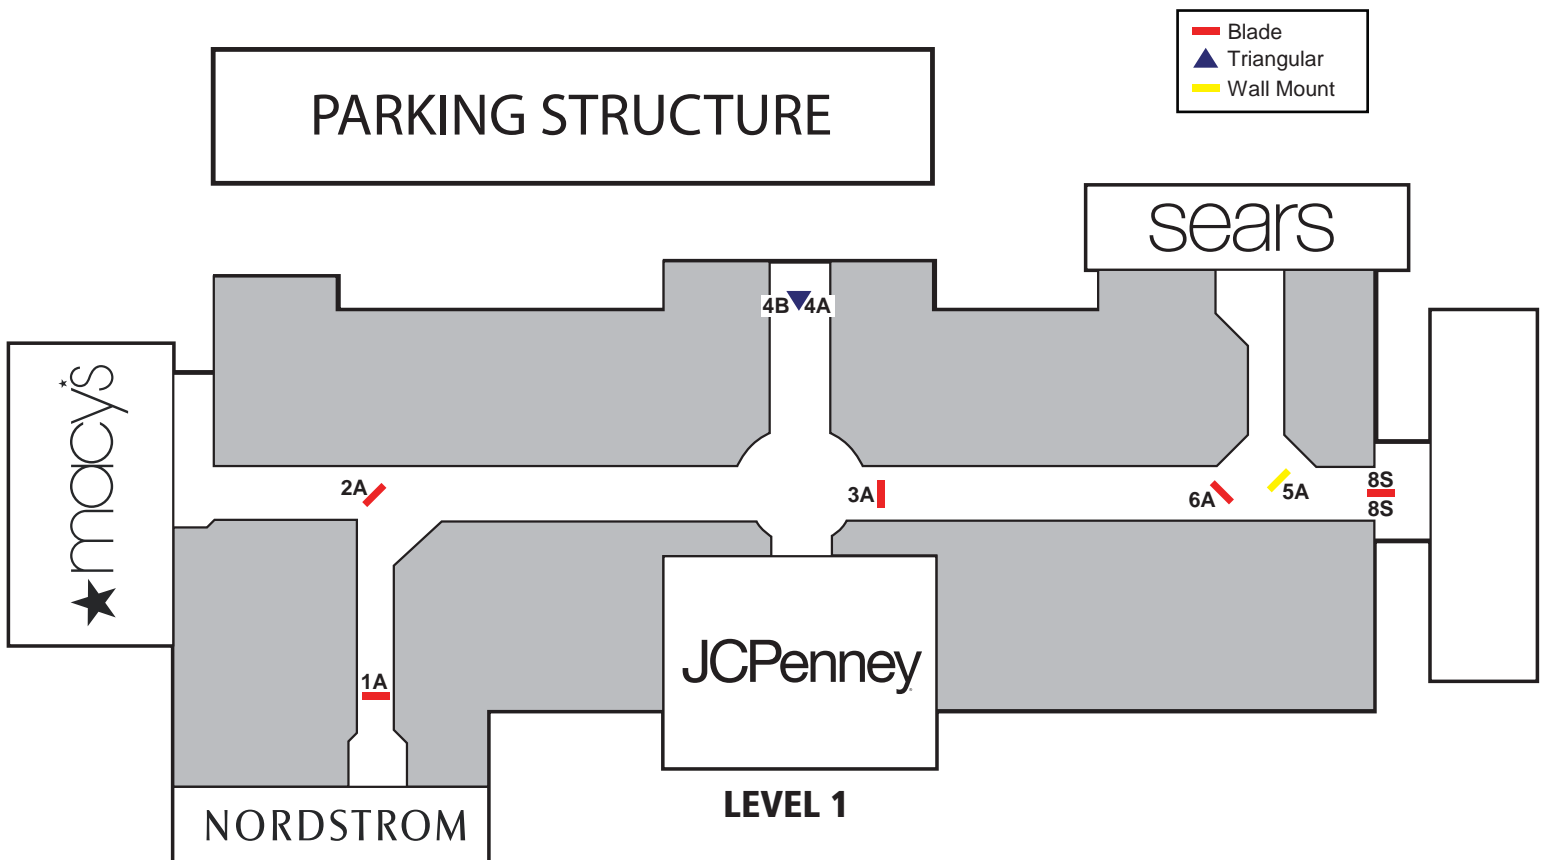 Blade
Triangular
Wall Mount
PARKING STRUCTURE
sears
4B 4A
macy's
2A
3A
6A
5A
8S
8S
1A
JCPenney
LEVEL 1
NORDSTROM